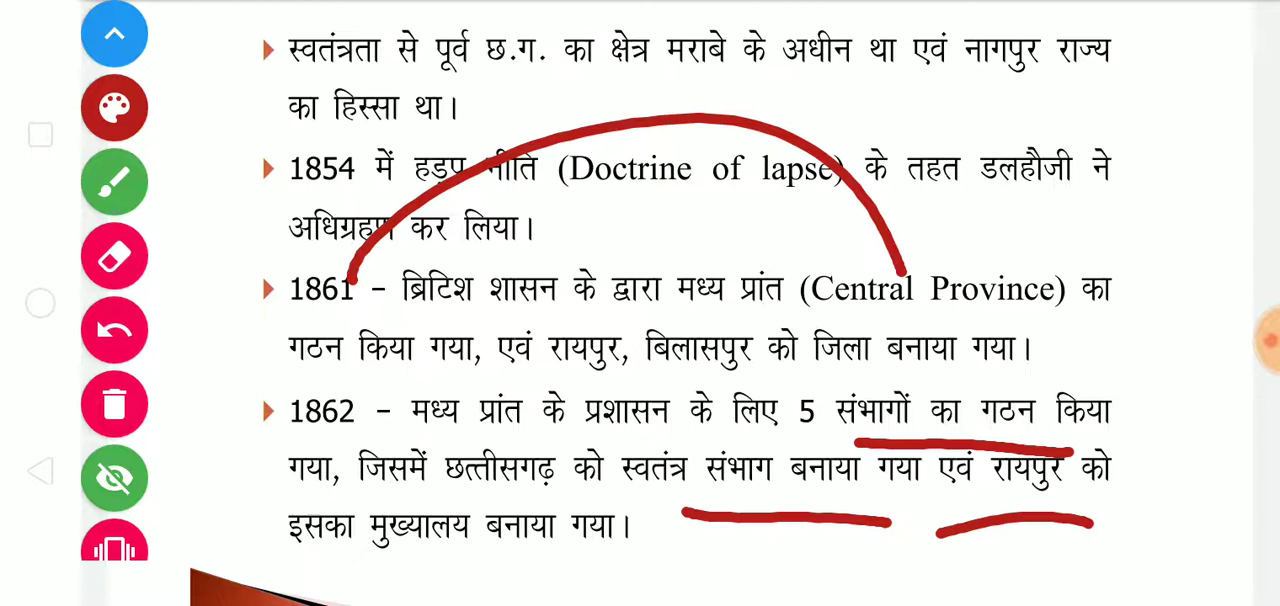 स्वतंत्रता से पूर्व छ.ग. का क्षेत्र मराबे के अधीन था एवं नागपुर राज्य
का हिस्सा था।
1854 में हड़प नीति (Doctrine of lapse) के तहत डलहौजी ने
अधिग्रहण कर लिया।
1861 - ब्रिटिश शासन के द्वारा मध्य प्रांत (Central Province) का
गठन किया गया, एवं रायपुर, बिलासपुर को जिला बनाया गया।
1862 - मध्य प्रांत के प्रशासन के लिए 5 संभागों का गठन किया
गया, जिसमें छत्तीसगढ़ को स्वतंत्र संभाग बनाया गया एवं रायपुर को
इसका मुख्यालय बनाया गया।